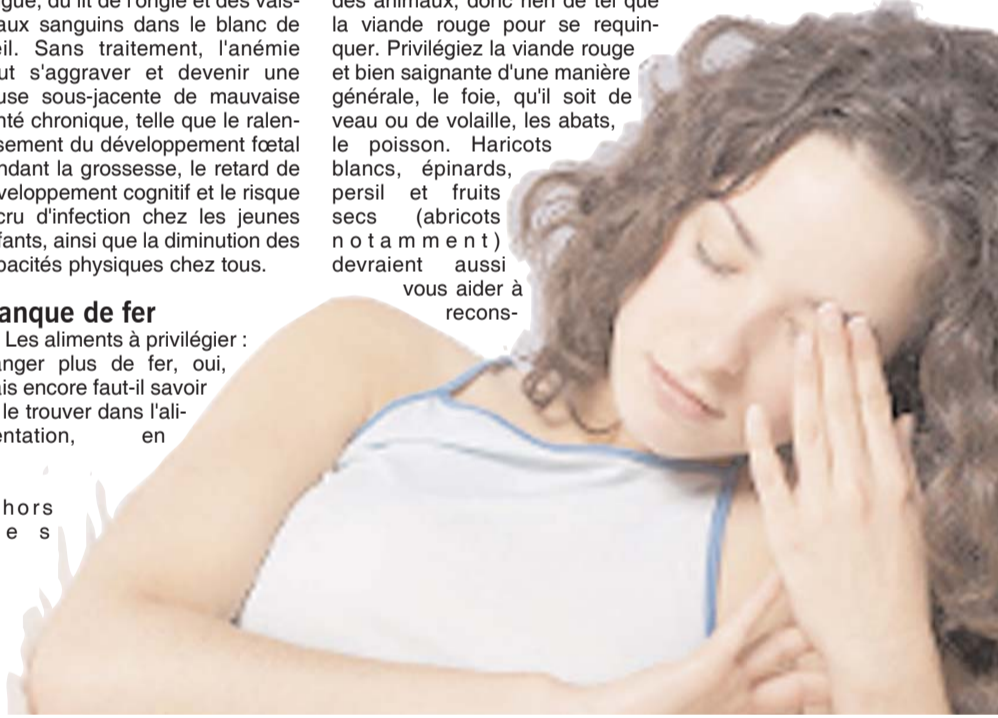 gue, du lit de l'ongle et des vais-
aux sanguins dans le blanc de
eil. Sans traitement, l'anémie
ut s'aggraver et devenir une
use sous-jacente de mauvaise
nté chronique, telle que le ralen-
sement du développement fœtal
ndant la grossesse, le retard de
veloppement cognitif et le risque
cru d'infection chez les jeunes
fants, ainsi que la diminution des
pacités physiques chez tous.
anque de fer
Les aliments à privilégier :
anger plus de fer, oui,
ais encore faut-il savoir
le trouver dans l'ali-
entation, en
hors
e s
des animaux, donc rien de tel que
la viande rouge pour se requin-
quer. Privilégiez la viande rouge
et bien saignante d'une manière
générale, le foie, qu'il soit de
veau ou de volaille, les abats,
le poisson. Haricots
blancs, épinards,
persil et fruits
secs (abricots
notamment)
devraient aussi
vous aider à
recons-